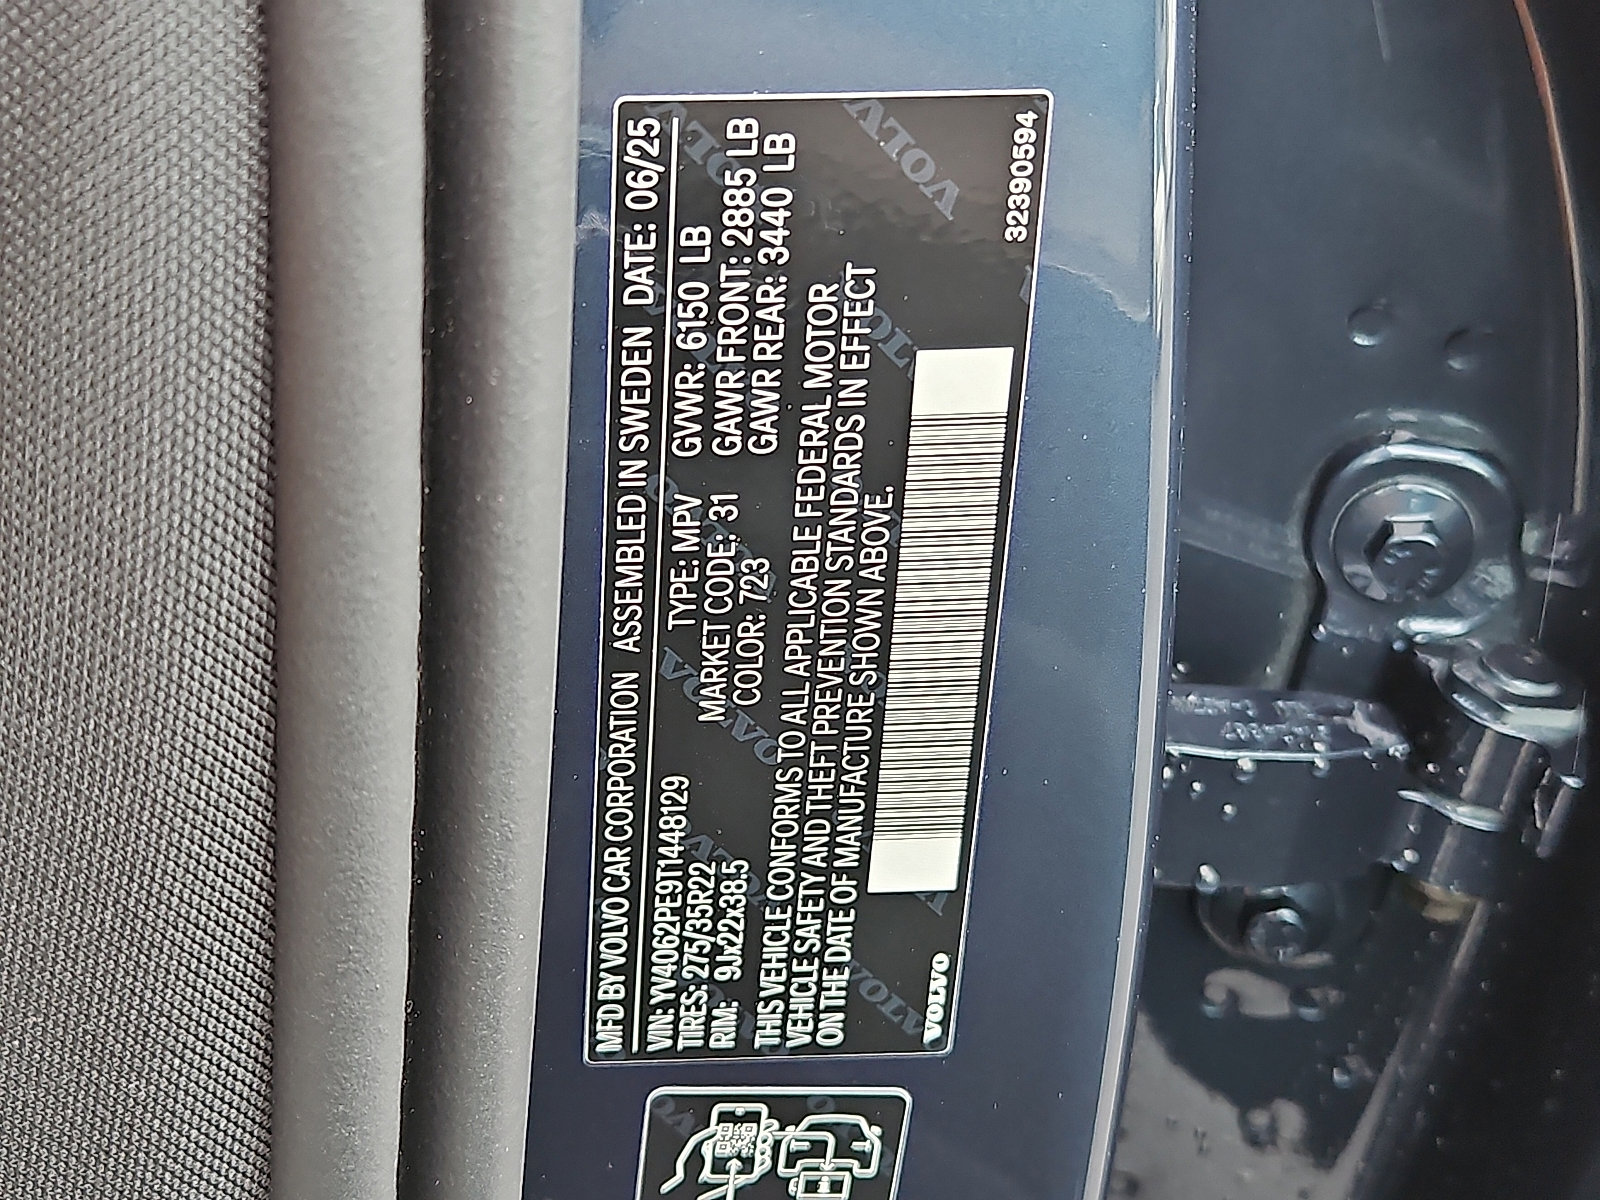 MFD BY VOLVO CAR CORPORATION ASSEMBLED IN SWEDEN DATE: 06/25
VIN: YV4062PE9T1448129 TYPE: MPV GVWR: 6150 LB
TIRES: 275/35R22 MARKET CODE: 31 GAWR FRONT: 2885 LB
RIM: 9Jx22x38.5 COLOR: 723 GAWR REAR: 3440 LB
THIS VEHICLE CONFORMS TO ALL APPLICABLE FEDERAL MOTOR
VEHICLE SAFETY AND THEFT PREVENTION STANDARDS IN EFFECT
ON THE DATE OF MANUFACTURE SHOWN ABOVE.
VOLVO
32390594